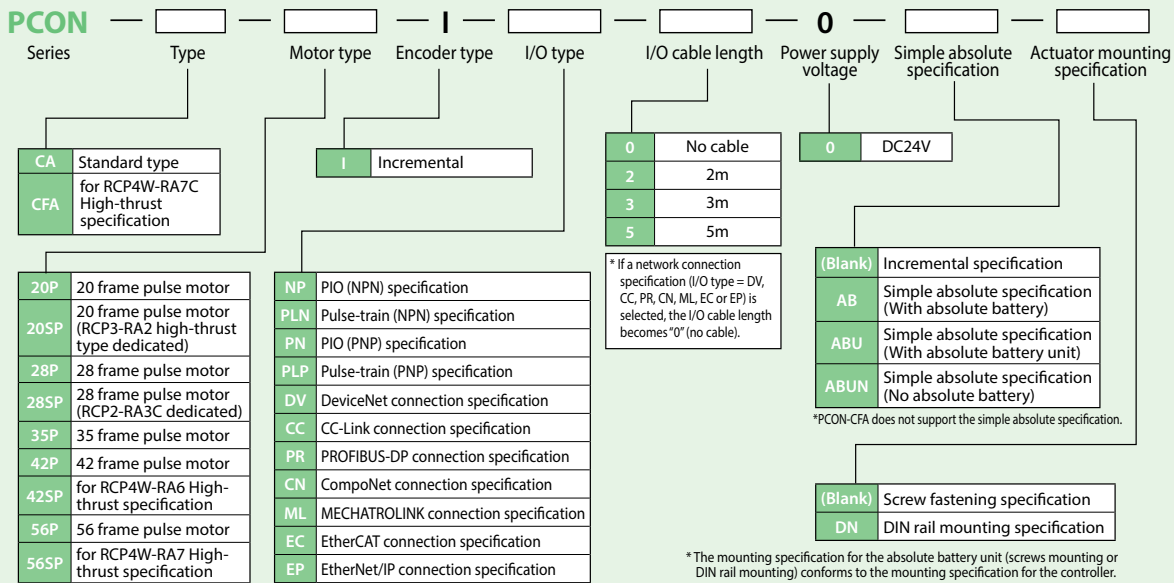 PCON — — — I — — — 0 — —
Series
Type
Motor type
Encoder type
I/O type
I/O cable length
Power supply
voltage
Simple absolute
specification
Actuator mounting
specification
CA Standard type
CFA for RCP4W-RA7C
High-thrust
specification
I Incremental
0 No cable
2 2m
3 3m
5 5m
* If a network connection
specification (I/O type = DV,
CC, PR, CN, ML, EC or EP) is
selected, the I/O cable length
becomes "0" (no cable).
0 DC24V
20P 20 frame pulse motor
20SP 20 frame pulse motor
(RCP3-RA2 high-thrust
type dedicated)
28P 28 frame pulse motor
28SP 28 frame pulse motor
(RCP2-RA3C dedicated)
35P 35 frame pulse motor
42P 42 frame pulse motor
42SP for RCP4W-RA6 High-
thrust specification
56P 56 frame pulse motor
56SP for RCP4W-RA7 High-
thrust specification
NP PIO (NPN) specification
PLN Pulse-train (NPN) specification
PN PIO (PNP) specification
PLP Pulse-train (PNP) specification
DV DeviceNet connection specification
CC CC-Link connection specification
PR PROFIBUS-DP connection specification
CN CompoNet connection specification
ML MECHATROLINK connection specification
EC EtherCAT connection specification
EP EtherNet/IP connection specification
(Blank) Incremental specification
AB Simple absolute specification
(With absolute battery)
ABU Simple absolute specification
(With absolute battery unit)
ABUN Simple absolute specification
(No absolute battery)
*PCON-CFA does not support the simple absolute specification.
(Blank) Screw fastening specification
DN DIN rail mounting specification
* The mounting specification for the absolute battery unit (screws mounting or
DIN rail mounting) conforms to the mounting specification for the controller.